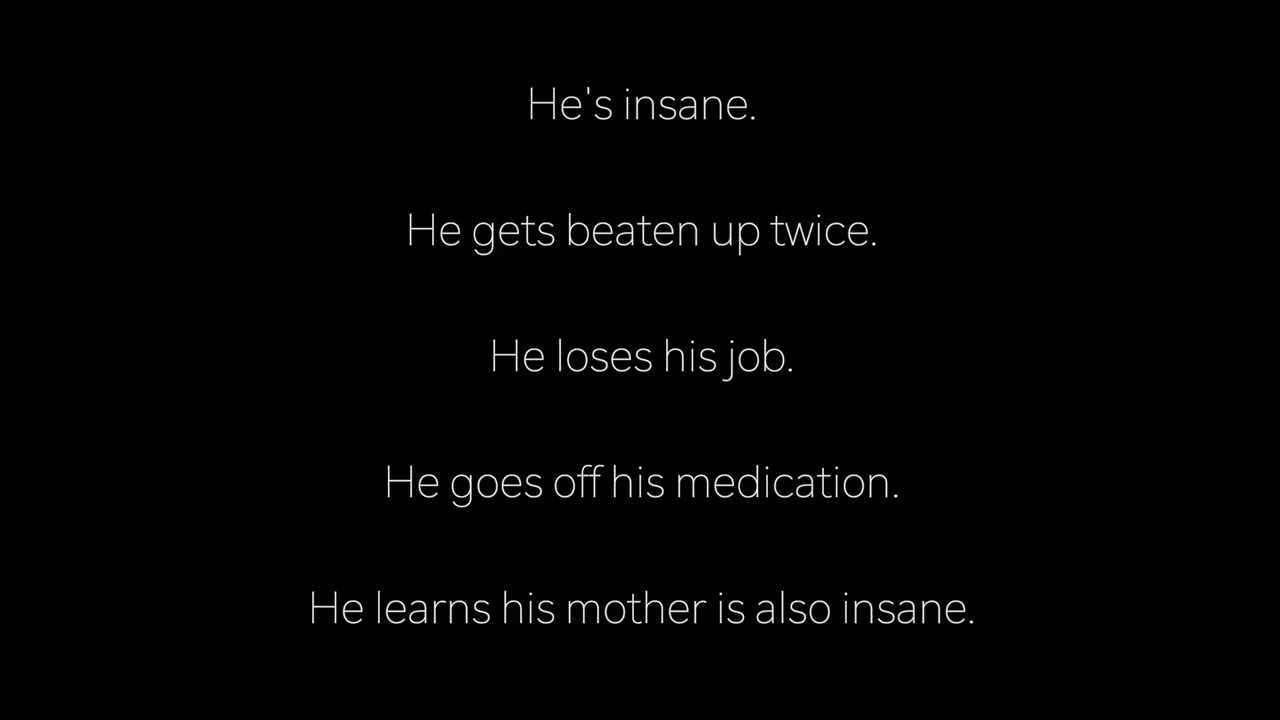 He's insane.
He gets beaten up twice.
He loses his job.
He goes off his medication.
He learns his mother is also insane.